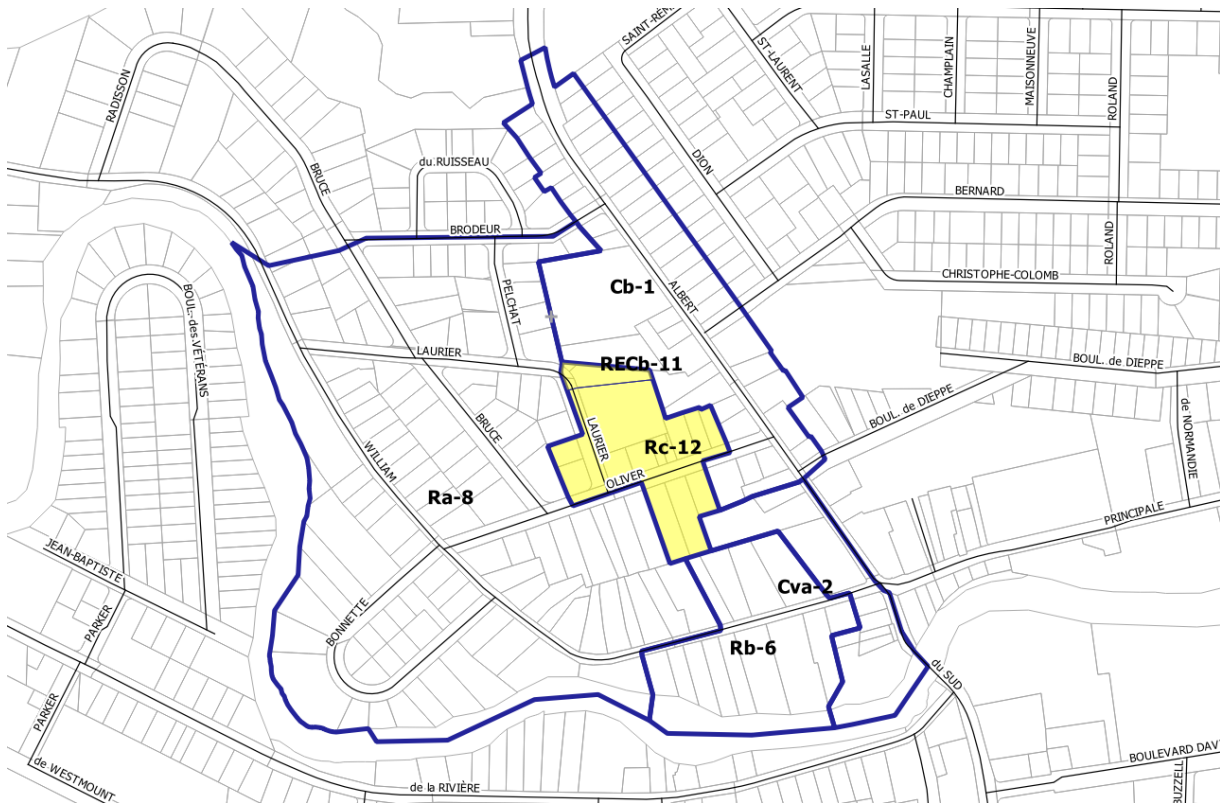 SAINT-RÉM
ST-LAURENT
LASALLE
CHAMPLAIN
MAISONNEUVE
ROLAND
RADISSON
BRUCE
du RUISSEAU
ST-PAUL
DION
BERNARD
BRODEUR
ROLAND
PELCHAT
CHRISTOPHE-COLOMB
Cb-1
ALBERT
BOUL. des VÉTÉRANS
LAURIER
RECb-11
BOUL. de DIEPPE
BOUL. de DIEPPE
de NORMANDIE
BRUCE
LAURIER
WILLIAM
Rc-12
OLIVER
Ra-8
PRINCIPALE
JEAN-BAPTISTE
Cva-2
BONNETTE
PARKER
Rb-6
du SUD
PARKER
de WESTMOUNT
de la RIVIÈRE
BOULEVARD DAV
BUZZELL